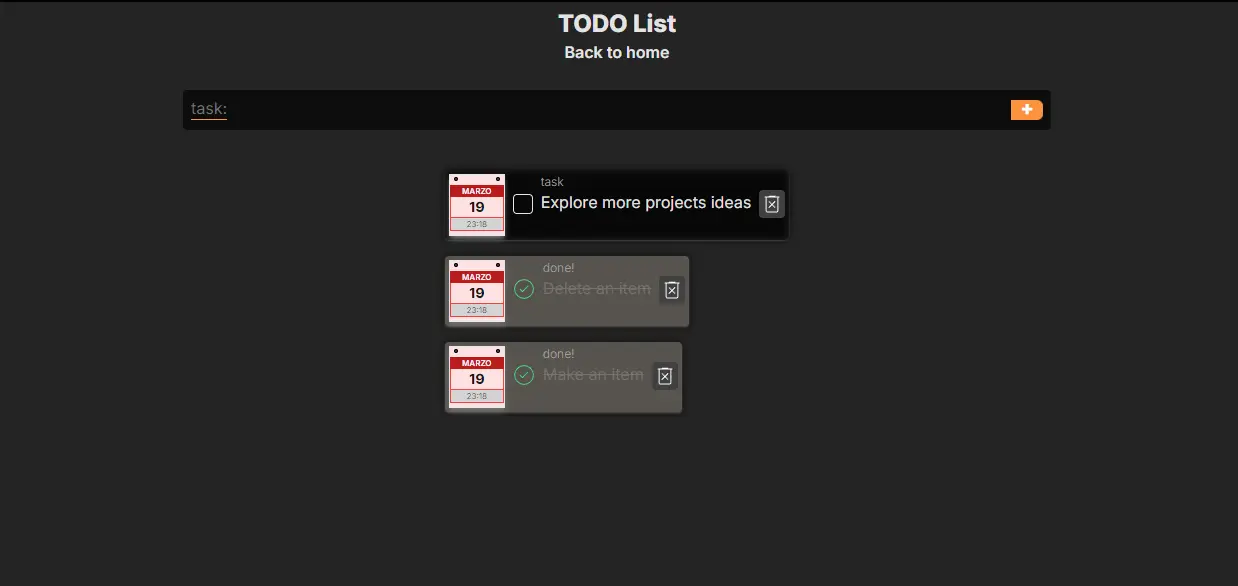 TODO List
Back to home
task:
MARZO
19
23:18
task
Explore more projects ideas
MARZO
19
23:18
done!
Delete an item
MARZO
19
23:18
done!
Make an item